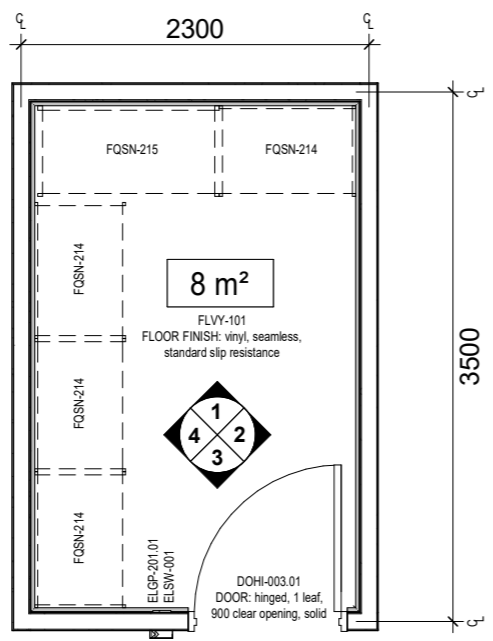 ℄
2300
℄
℄
FQSN-215
FQSN-214
FQSN-214
8 m²
FLVY-101
FLOOR FINISH: vinyl, seamless,
standard slip resistance
3500
FQSN-214
1
4 2
3
FQSN-214
ELGP-201.01
ELSW-001
DOHI-003.01
DOOR: hinged, 1 leaf,
900 clear opening, solid
℄